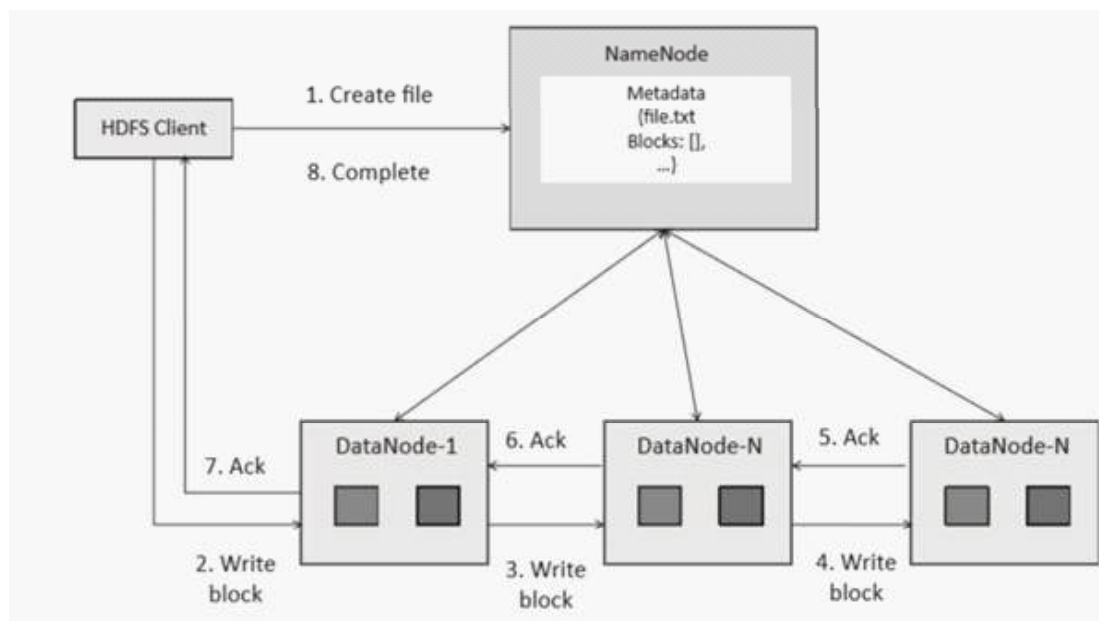 NameNode
Metadata
(file.txt
Blocks: [],
...)
1. Create file
HDFS Client
8. Complete
DataNode-1
6. Ack
DataNode-N
5. Ack
DataNode-N
7. Ack
2. Write
block
3. Write
block
4. Write
block